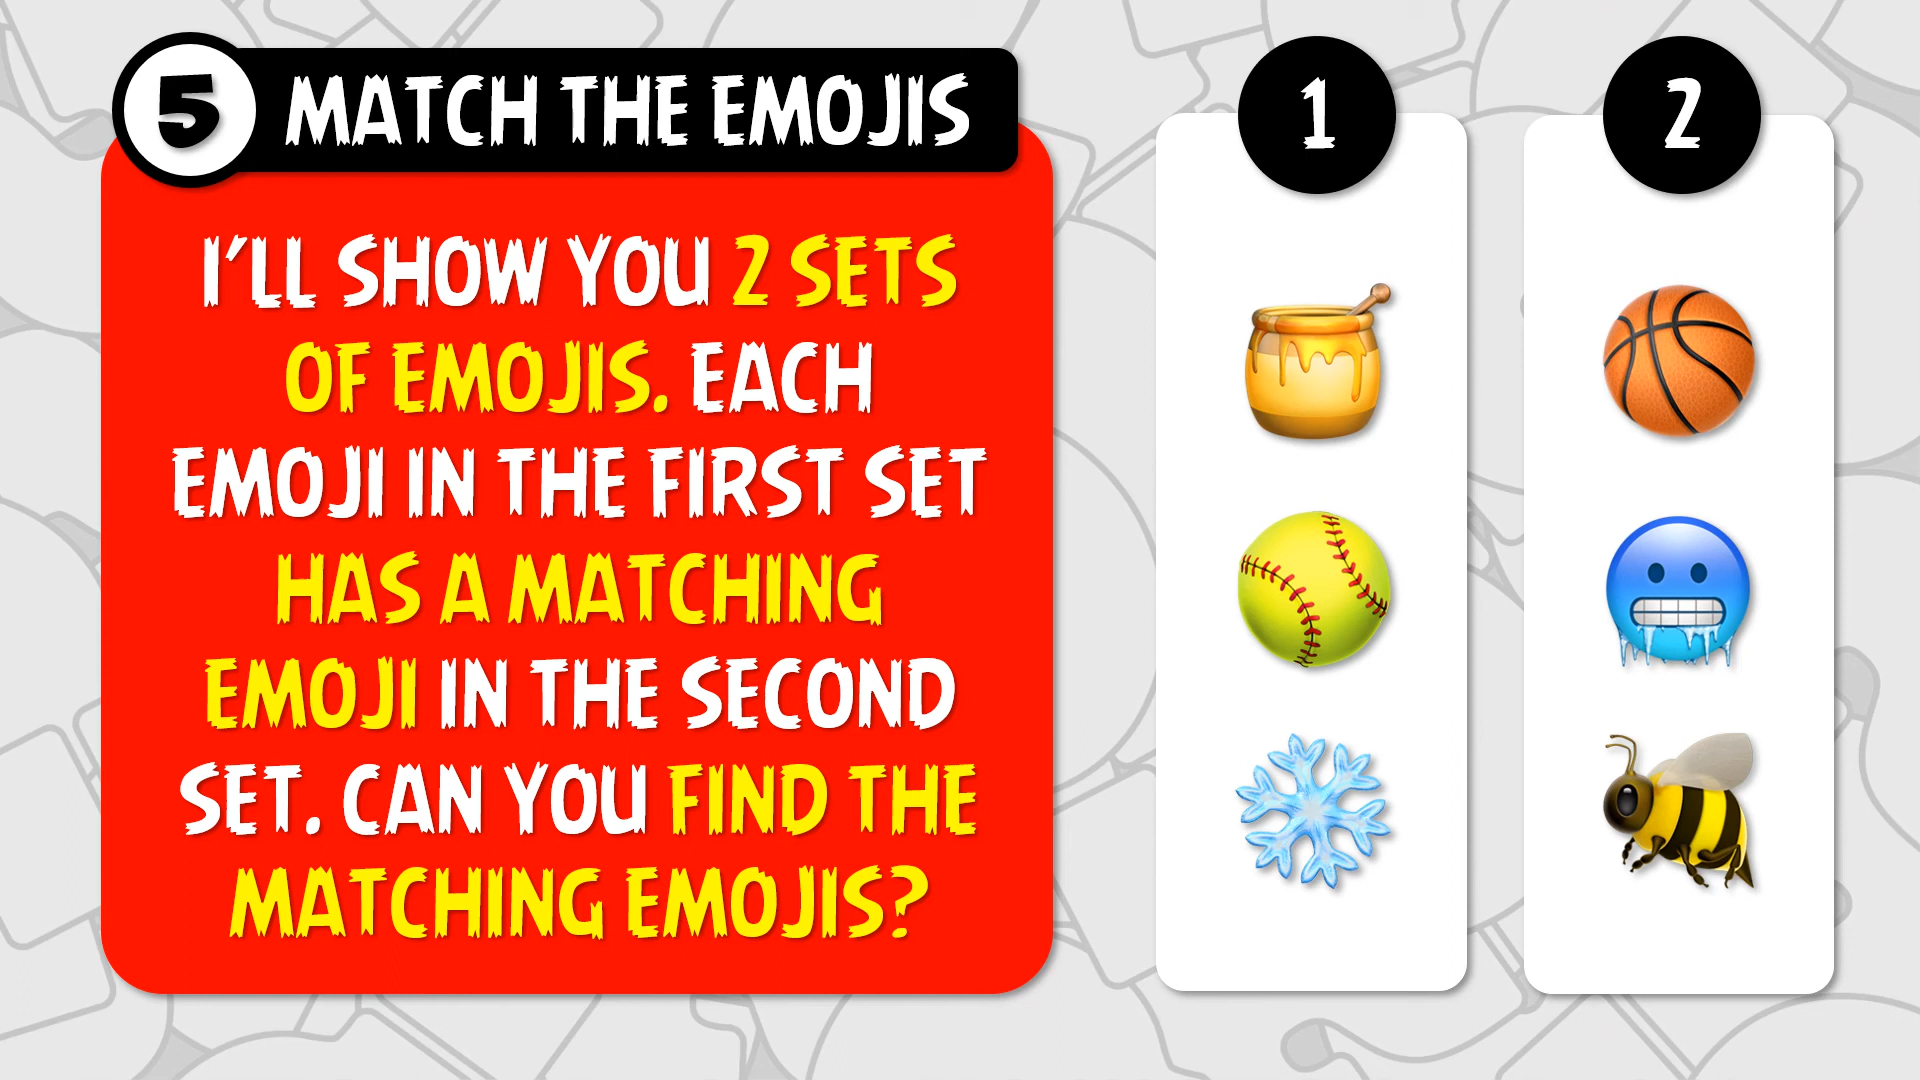 5 MATCH THE EMOJIS
I'LL SHOW YOU 2 SETS
OF EMOJIS. EACH
EMOJI IN THE FIRST SET
HAS A MATCHING
EMOJI IN THE SECOND
SET. CAN YOU FIND THE
MATCHING EMOJIS?
1
2